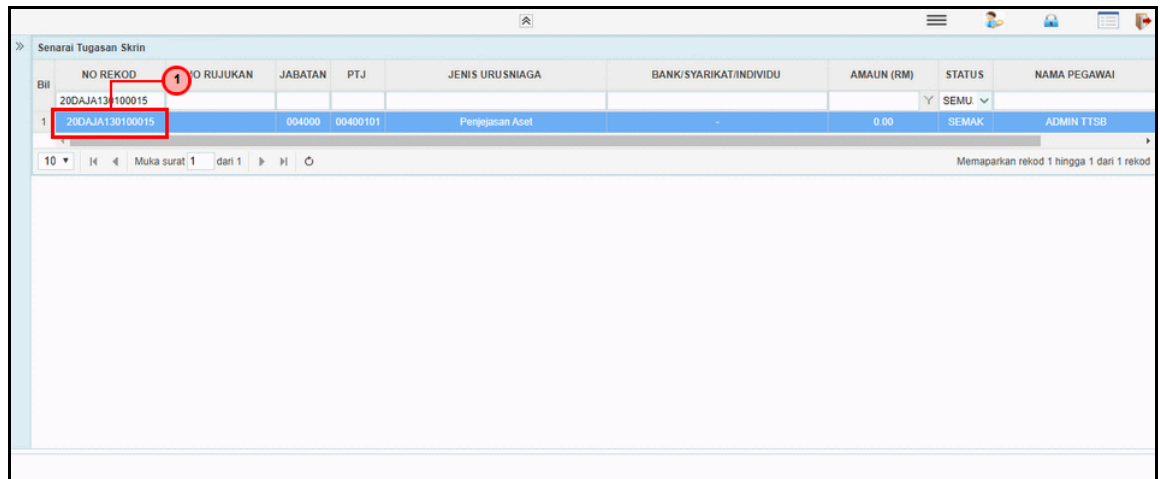 Senarai Tugasan Skrin
Bil NO REKOD NO RUJUKAN JABATAN PTJ JENIS URUSNIAGA BANK/SYARIKAT/INDIVIDU AMAUN (RM) STATUS NAMA PEGAWAI
1
20DAJA130100015 SEMU.
1 20DAJA130100015 004000 00400101 Penjejasan Aset - 0.00 SEMAK ADMIN TTSB
10 Muka surat 1 dari 1 Memaparkan rekod 1 hingga 1 dari 1 rekod